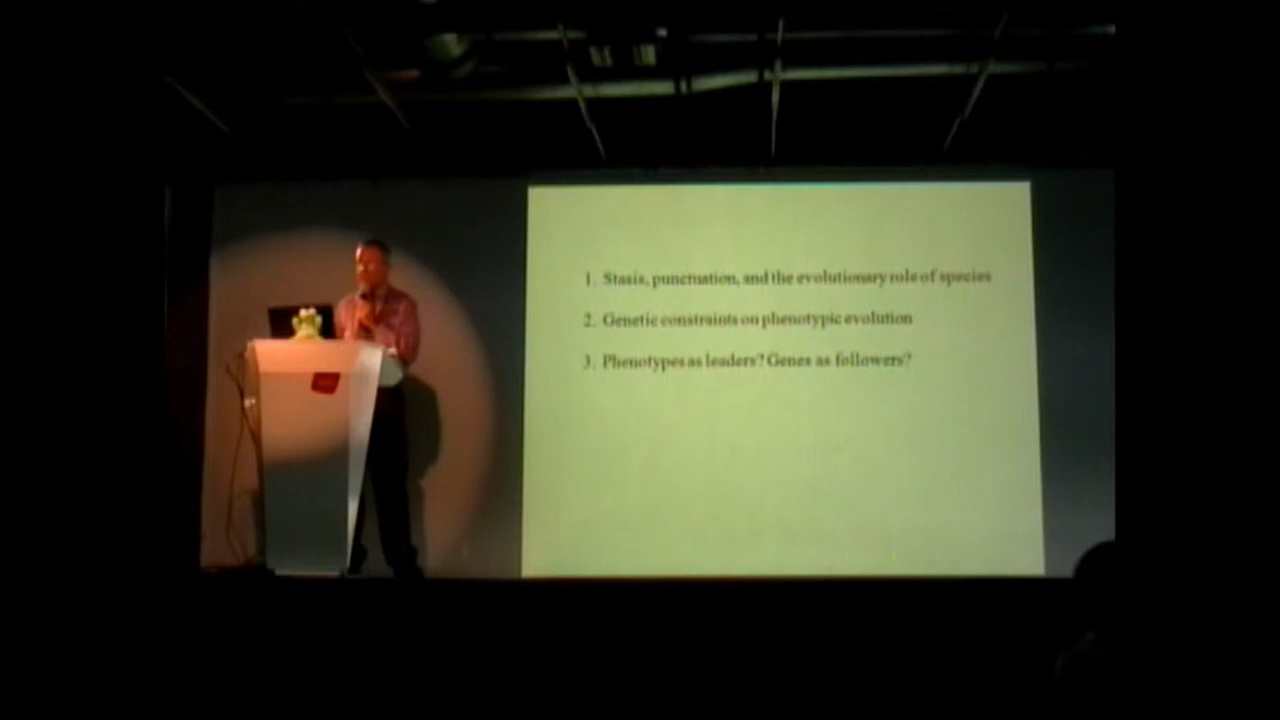 1. Stasis, punctuation, and the evolutionary role of species
2. Genetic constraints on phenotypic evolution
3. Phenotypes as leaders? Genes as followers?